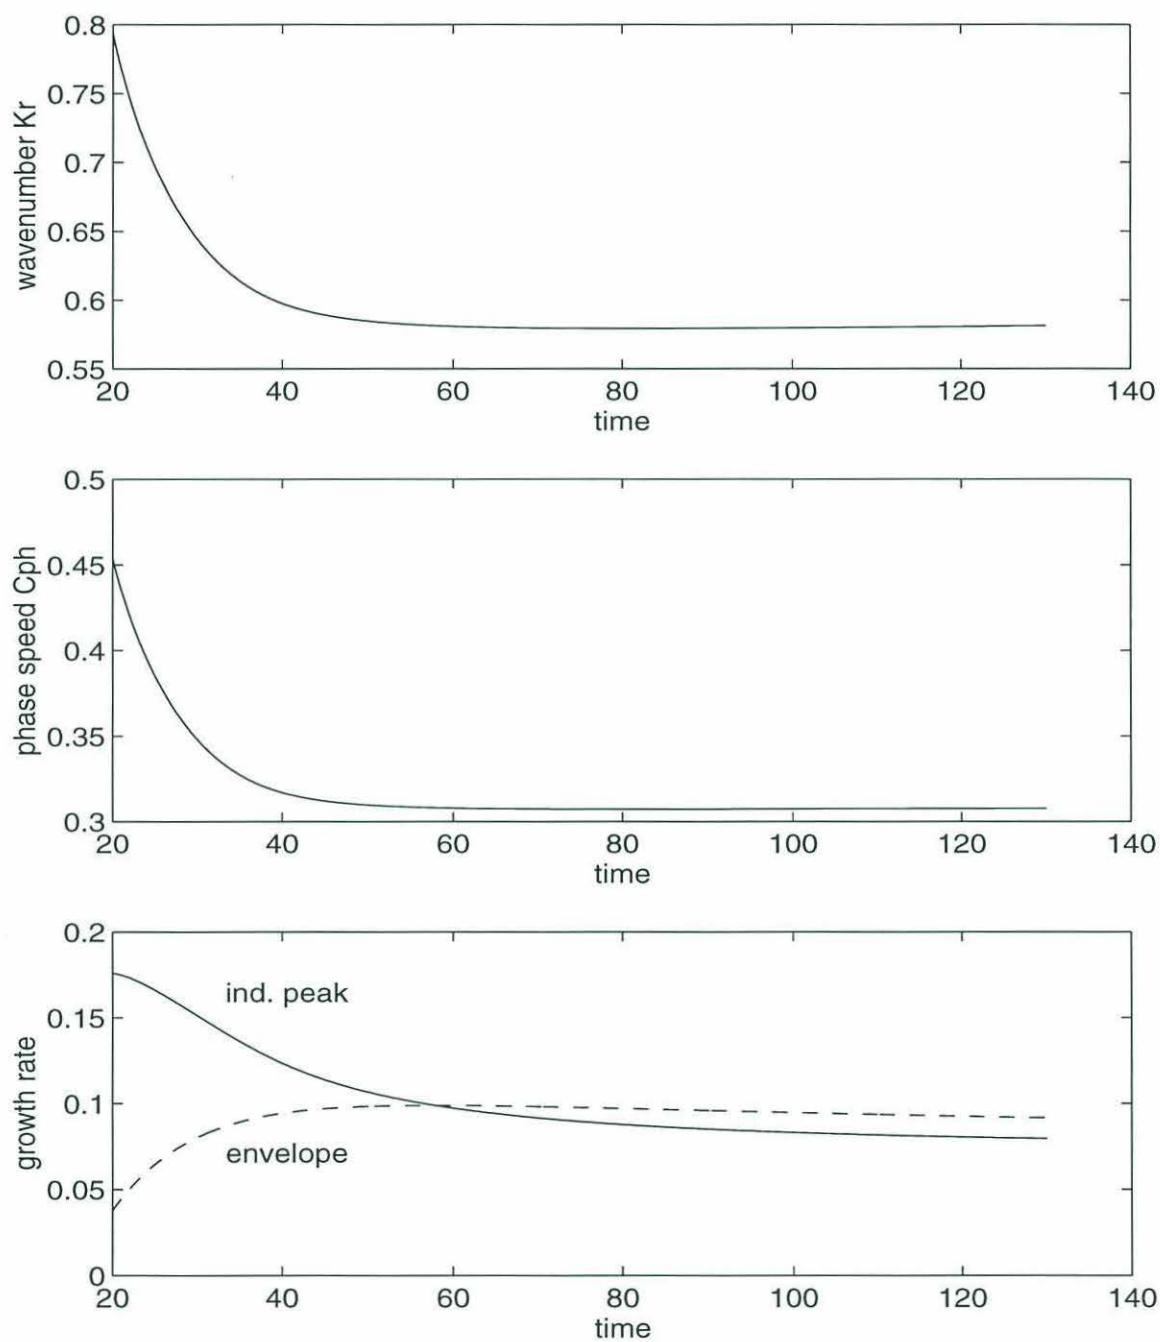 0.8
0.75
0.7
0.65
0.6
0.55
wavenumber Kr
20 40 60 80 100 120 140
time
0.5
0.45
0.4
0.35
0.3
phase speed Cph
20 40 60 80 100 120 140
time
0.2
0.15
0.1
0.05
0
growth rate
ind. peak
envelope
20 40 60 80 100 120 140
time